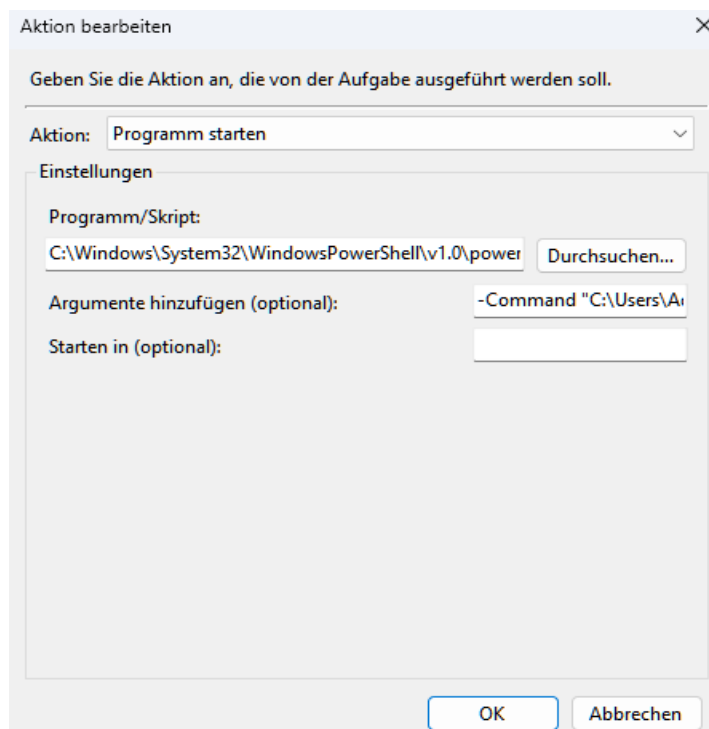 Aktion bearbeiten
Geben Sie die Aktion an, die von der Aufgabe ausgeführt werden soll.
Aktion: Programm starten
Einstellungen
Programm/Skript:
C:\Windows\System32\WindowsPowerShell\v1.0\power Durchsuchen...
Argumente hinzufügen (optional): -Command "C:\Users\A
Starten in (optional):
OK Abbrechen